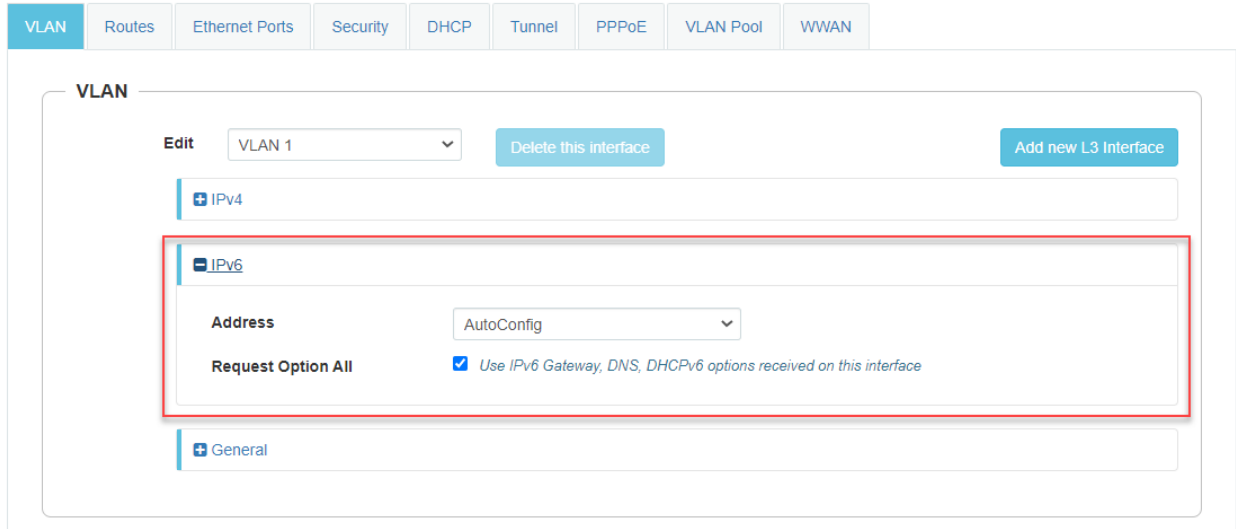 VLAN Routes Ethernet Ports Security DHCP Tunnel PPPoE VLAN Pool WWAN
VLAN
Edit VLAN 1 Delete this interface Add new L3 Interface
IPv4
IPv6
Address AutoConfig
Request Option All Use IPv6 Gateway, DNS, DHCPv6 options received on this interface
General